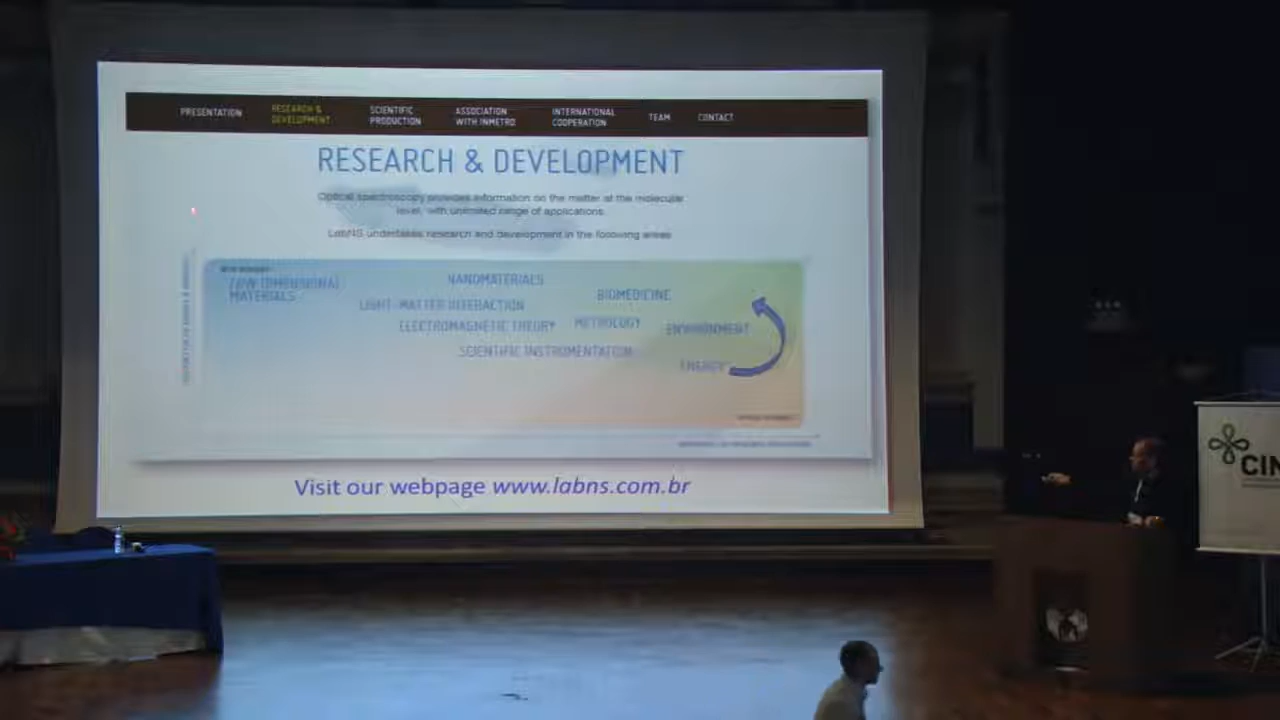 PRESENTATION
RESEARCH & DEVELOPMENT
SCIENTIFIC PRODUCTION
ASSOCIATION WITH INMETRO
INTERNATIONAL COOPERATION
TEAM
CONTACT
RESEARCH & DEVELOPMENT
Optical spectroscopy provides information on the matter at the molecular
level, with unlimited range of applications.
LabNS undertakes research and development in the following areas
LOW DIMENSIONAL
MATERIALS
NANOMATERIALS
BIOMEDICINE
LIGHT-MATTER INTERACTION
ELECTROMAGNETIC THEORY
METROLOGY
ENVIRONMENT
SCIENTIFIC INSTRUMENTATION
ENERGY
Visit our webpage www.labns.com.br
CIN